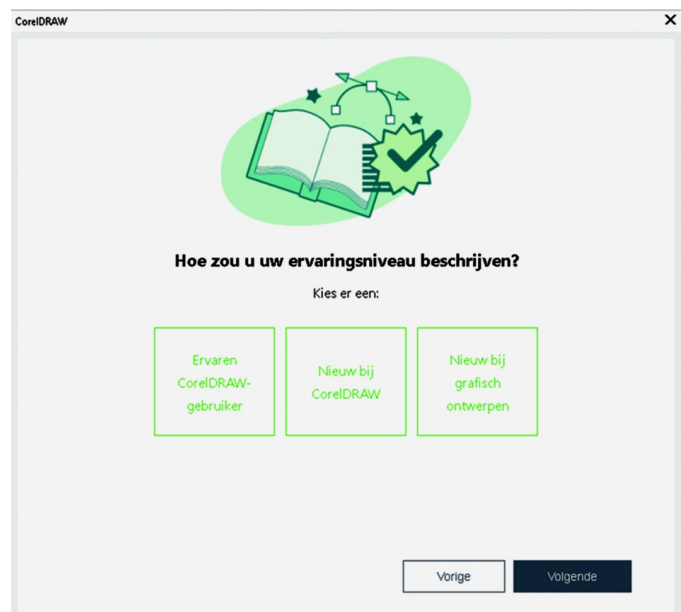 CorelDRAW
Hoe zou u uw ervaringsniveau beschrijven?
Kies er een:
Ervaren
CorelDRAW-
gebruiker
Nieuw bij
CorelDRAW
Nieuw bij
grafisch
ontwerpen
Vorige
Volgende